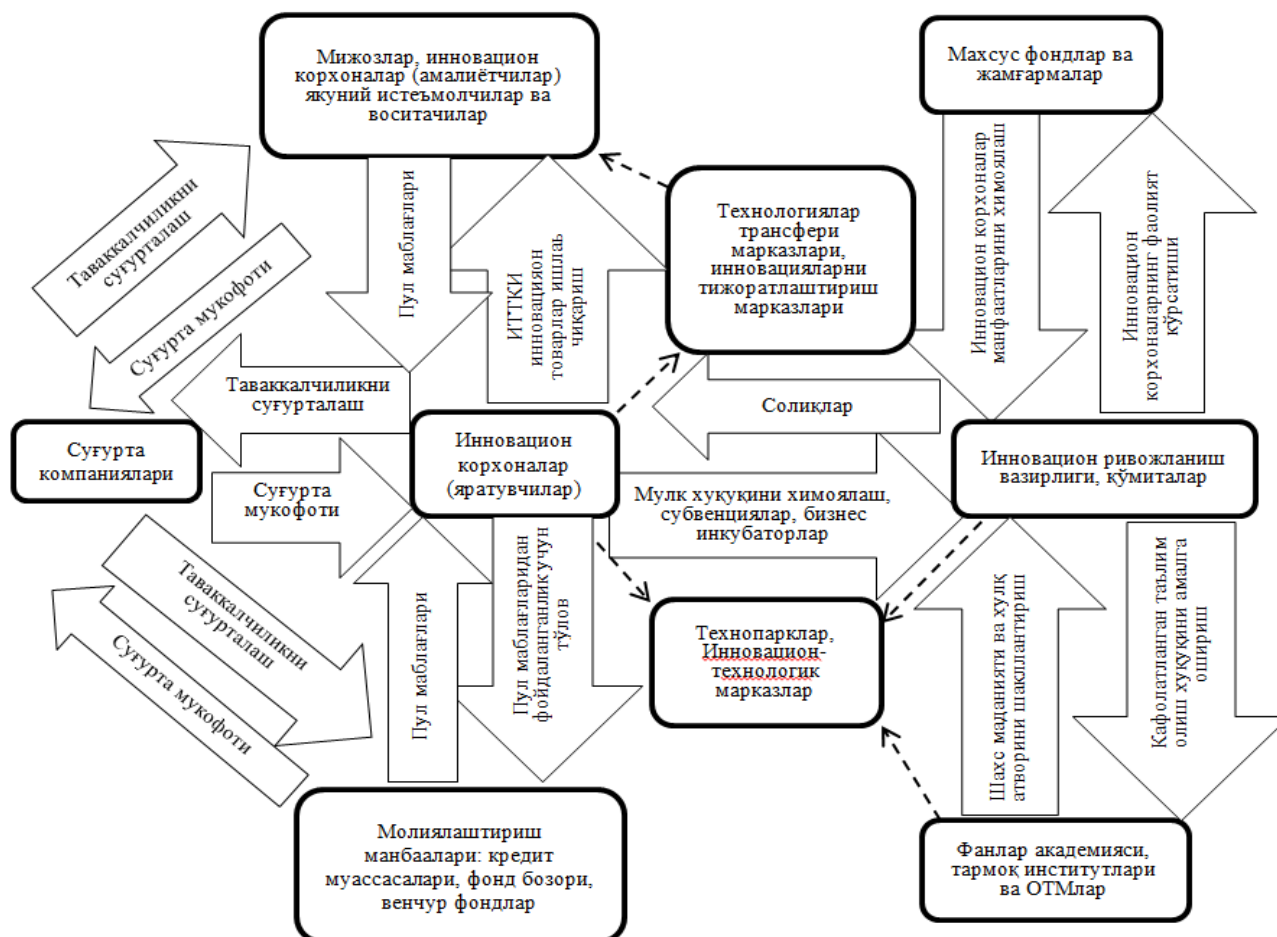 Мижозлар, инновацион
корхоналар (амалиётчилар)
якуний истеъмолчилар ва
воситачилар
Махсус фондлар ва
жамғармалар
Таваккалчиликни
суғурталаш
Суғурта мукофоти
Пул маблағлари
ИТТКИ
инновацияон
товарлар ишлаь
чиқариш
Технологиялар
трансфери
марказлари,
инновацияларни
тижоратлаштириш
марказлари
Инновацион корхоналар
манфаатларини химоялаш
Инновацион
корхоналарнинг фаолият
кўрсатиши
Таваккалчиликни
суғурталаш
Солиқлар
Суғурта
компаниялари
Инновацион
корхоналар
(яратувчилар)
Инновацион ривожланиш
вазирлиги, қўмиталар
Суғурта
мукофоти
Мулк хуқуқини химоялаш,
субвенциялар, бизнес
инкубаторлар
Таваккалчиликни
суғурталаш
Суғурта мукофоти
Пул маблағлари
Пул маблағларидан
фойдаланганлик учун
тўлов
Технопарклар,
Инновацион-
технологик
марказлар
Шахс маданияти ва хулқ
атворини шакллантириш
Кафолатланган таълим
олиш хуқуқини амалга
ошириш
Молиялаштириш
манбаалари: кредит
муассасалари, фонд бозори,
венчур фондлар
Фанлар академияси,
тармоқ институтлари
ва ОТМлар